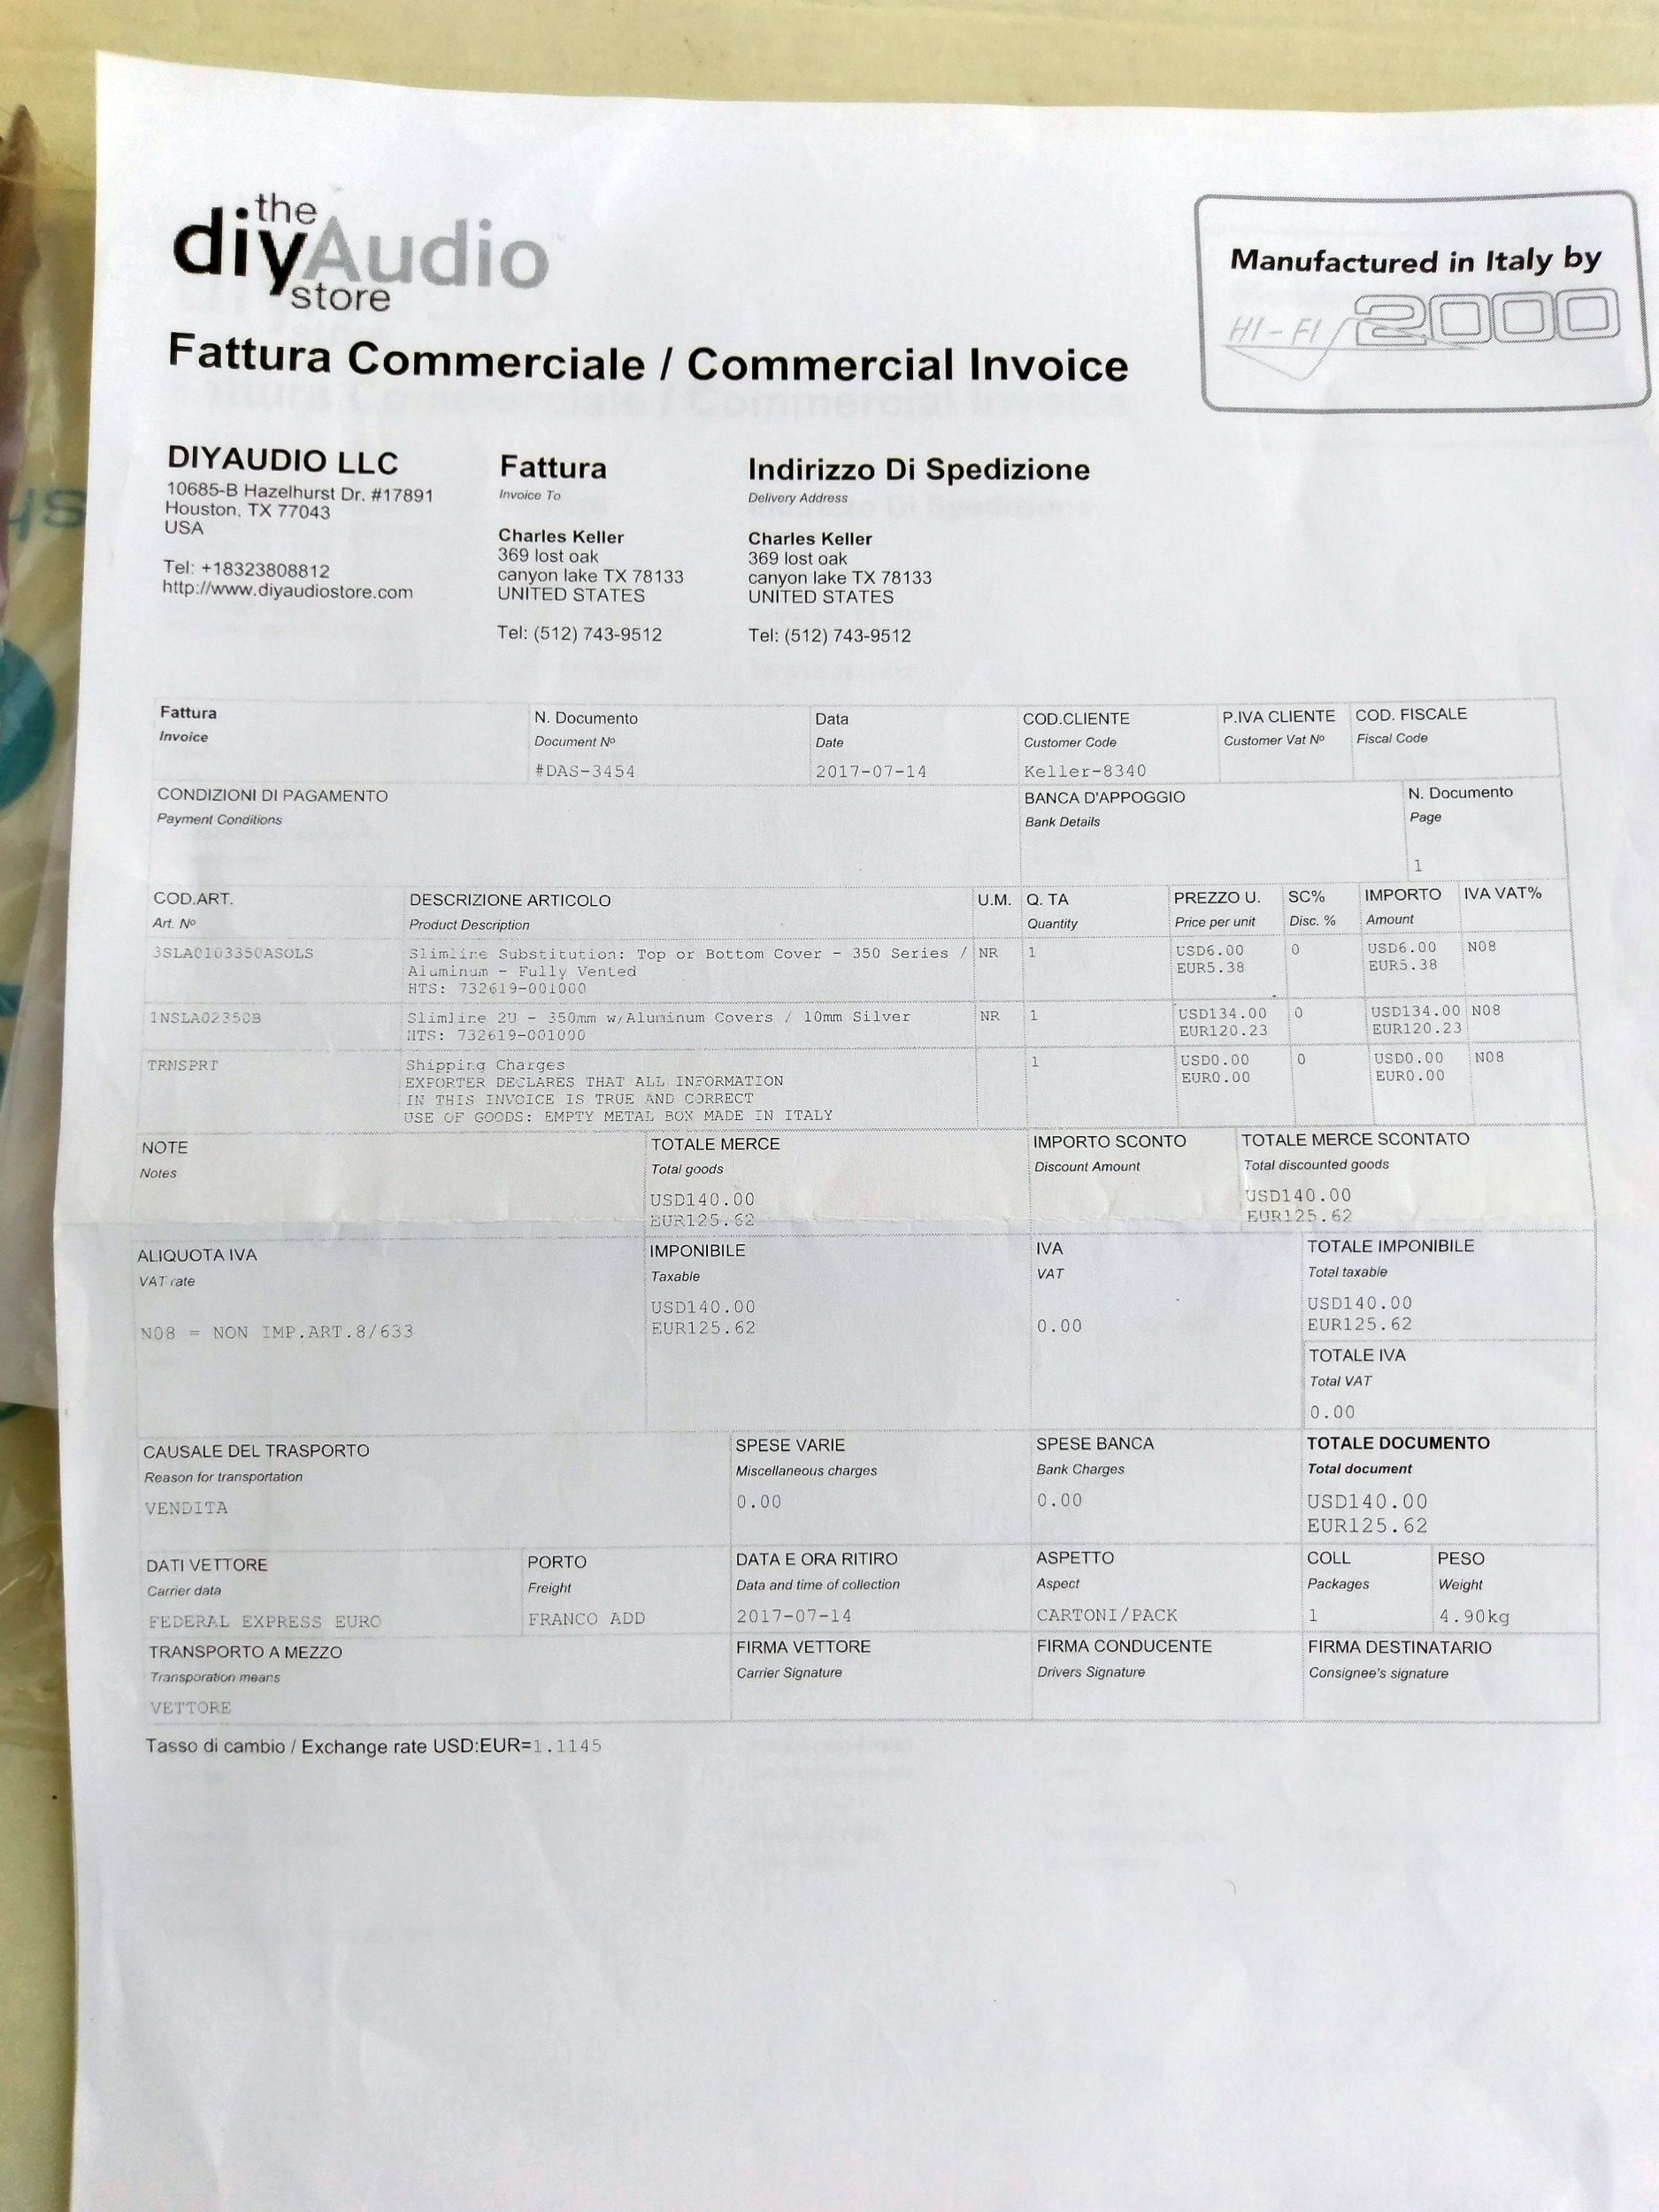 the
diyAudio
store
Manufactured in Italy by
HI-FI 2000
Fattura Commerciale / Commercial Invoice
DIYAUDIO LLC
10685-B Hazelhurst Dr. #17891
Houston, TX 77043
USA
Tel: +18323808812
http://www.diyaudiostore.com
Fattura
Invoice To
Charles Keller
369 lost oak
canyon lake TX 78133
UNITED STATES
Tel: (512) 743-9512
Indirizzo Di Spedizione
Delivery Address
Charles Keller
369 lost oak
canyon lake TX 78133
UNITED STATES
Tel: (512) 743-9512
Fattura N. Documento Data COD.CLIENTE P.IVA CLIENTE COD. FISCALE
Invoice Document Nº Date Customer Code Customer Vat Nº Fiscal Code
#DAS-3454 2017-07-14 Keller-8340
CONDIZIONI DI PAGAMENTO BANCA D'APPOGGIO N. Documento
Payment Conditions Bank Details Page
1
COD.ART. DESCRIZIONE ARTICOLO U.M. Q. TA PREZZO U. SC% IMPORTO IVA VAT%
Art. Nº Product Description Quantity Price per unit Disc. % Amount
3SLA0103350ASOLS Slimline Substitution: Top or Bottom Cover - 350 Series / NR 1 USD6.00 0 USD6.00 N08
Aluminum - Fully Vented EUR5.38 EUR5.38
HTS: 732619-001000
1NSLA02350B Slimline 2U - 350mm w/Aluminum Covers / 10mm Silver NR 1 USD134.00 0 USD134.00 N08
HTS: 732619-001000 EUR120.23 EUR120.23
TRNSPRT Shipping Charges 1 USD0.00 0 USD0.00 N08
EXPORTER DECLARES THAT ALL INFORMATION EUR0.00 EUR0.00
IN THIS INVOICE IS TRUE AND CORRECT
USE OF GOODS: EMPTY METAL BOX MADE IN ITALY
NOTE TOTALE MERCE IMPORTO SCONTO TOTALE MERCE SCONTATO
Notes Total goods Discount Amount Total discounted goods
USD140.00 USD140.00
EUR125.62 EUR125.62
ALIQUOTA IVA IMPONIBILE IVA TOTALE IMPONIBILE
VAT rate Taxable VAT Total taxable
USD140.00 USD140.00
N08 = NON IMP.ART.8/633 EUR125.62 0.00 EUR125.62
TOTALE IVA
Total VAT
0.00
CAUSALE DEL TRASPORTO SPESE VARIE SPESE BANCA TOTALE DOCUMENTO
Reason for transportation Miscellaneous charges Bank Charges Total document
VENDITA 0.00 0.00 USD140.00
EUR125.62
DATI VETTORE PORTO DATA E ORA RITIRO ASPETTO COLL PESO
Carrier data Freight Data and time of collection Aspect Packages Weight
FEDERAL EXPRESS EURO FRANCO ADD 2017-07-14 CARTONI/PACK 1 4.90kg
TRANSPORTO A MEZZO FIRMA VETTORE FIRMA CONDUCENTE FIRMA DESTINATARIO
Transporation means Carrier Signature Drivers Signature Consignee's signature
VETTORE
Tasso di cambio / Exchange rate USD:EUR=1.1145